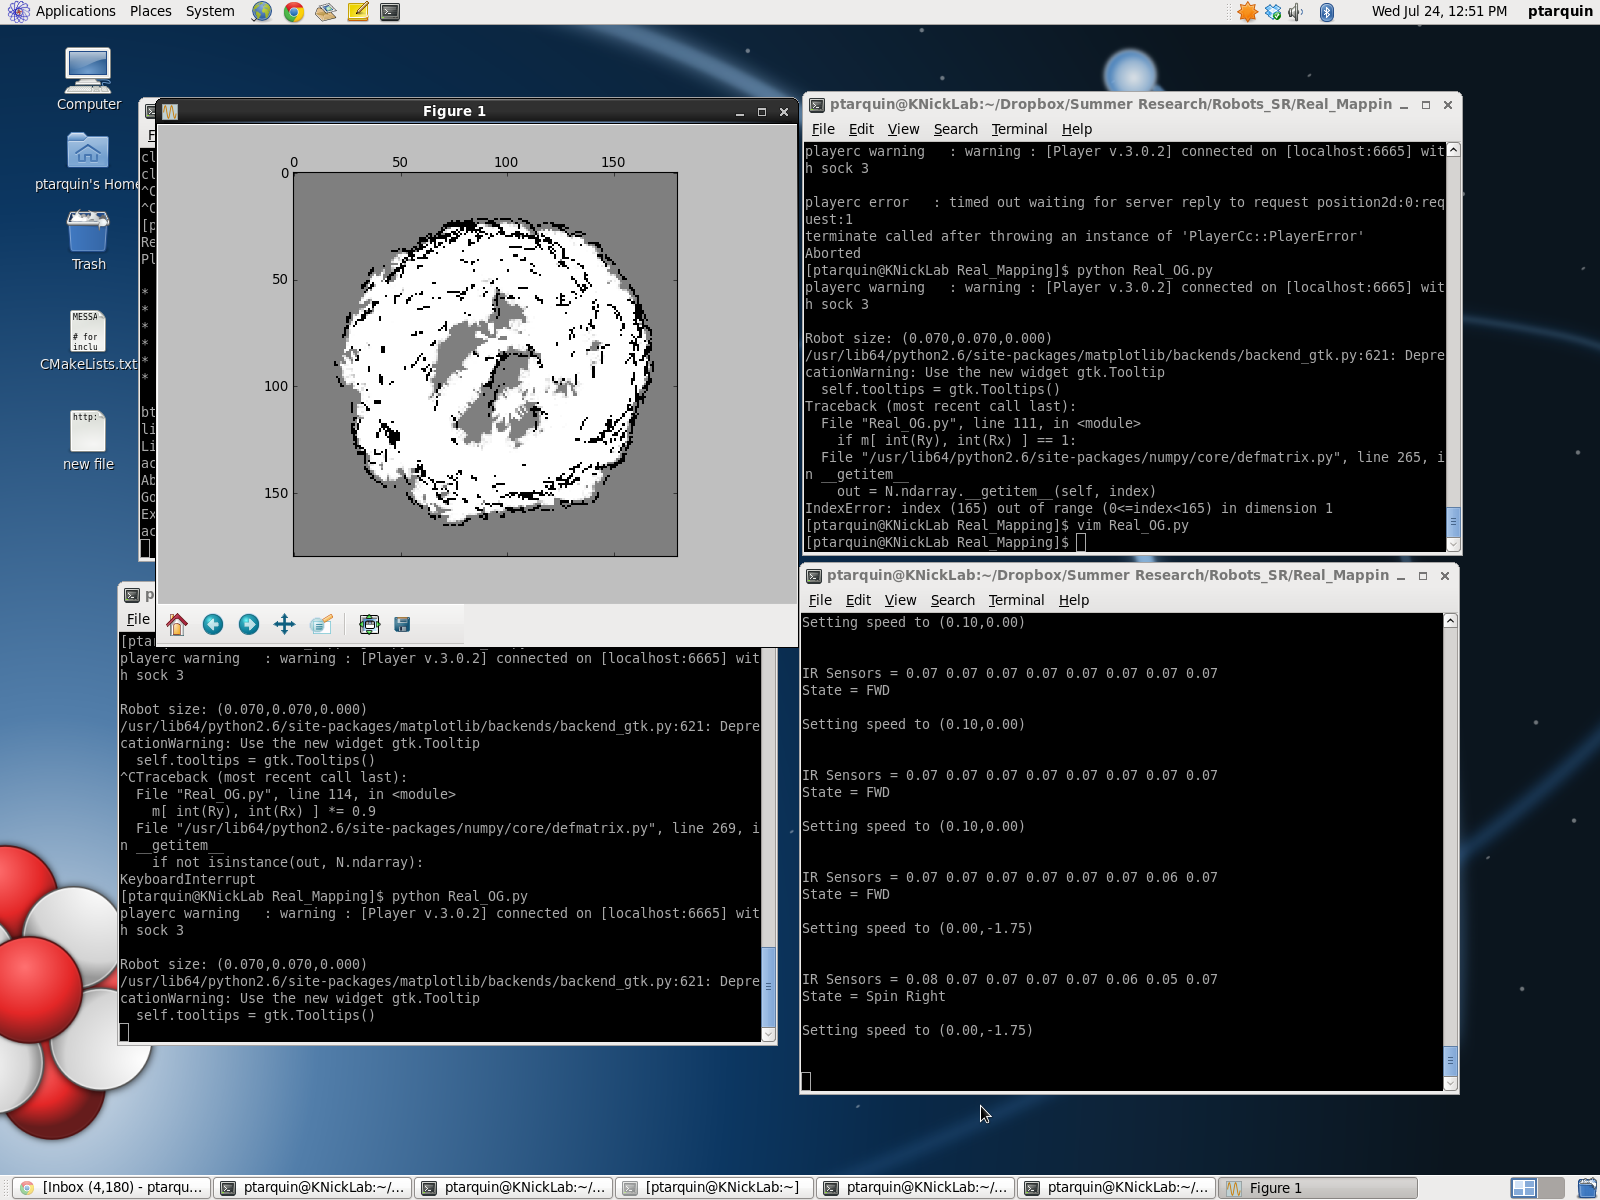 Applications Places System
Wed Jul 24, 12:51 PM ptarquin
Computer
ptarquin's Home
Trash
MESSA
# for
inclu
CMakeLists.txt
http:
new file
Figure 1
0 50 100 150
0
50
100
150
cl
cl
^C
^C
[p
Re
Pl
*
*
*
*
*
*
bt
li
Li
ac
Ab
Go
Ex
ac
ptarquin@KNickLab:~/Dropbox/Summer Research/Robots_SR/Real_Mappin
File Edit View Search Terminal Help
playerc warning   : warning : [Player v.3.0.2] connected on [localhost:6665] wit
h sock 3
playerc error   : timed out waiting for server reply to request position2d:0:req
uest:1
terminate called after throwing an instance of 'PlayerCc::PlayerError'
Aborted
[ptarquin@KNickLab Real_Mapping]$ python Real_OG.py
playerc warning   : warning : [Player v.3.0.2] connected on [localhost:6665] wit
h sock 3
Robot size: (0.070,0.070,0.000)
/usr/lib64/python2.6/site-packages/matplotlib/backends/backend_gtk.py:621: Depre
cationWarning: Use the new widget gtk.Tooltip
  self.tooltips = gtk.Tooltips()
Traceback (most recent call last):
  File "Real_OG.py", line 111, in <module>
    if m[ int(Ry), int(Rx) ] == 1:
  File "/usr/lib64/python2.6/site-packages/numpy/core/defmatrix.py", line 265, i
n __getitem__
    out = N.ndarray.__getitem__(self, index)
IndexError: index (165) out of range (0<=index<165) in dimension 1
[ptarquin@KNickLab Real_Mapping]$ vim Real_OG.py
[ptarquin@KNickLab Real_Mapping]$
p
File
[ptar
playerc warning   : warning : [Player v.3.0.2] connected on [localhost:6665] wit
h sock 3
Robot size: (0.070,0.070,0.000)
/usr/lib64/python2.6/site-packages/matplotlib/backends/backend_gtk.py:621: Depre
cationWarning: Use the new widget gtk.Tooltip
  self.tooltips = gtk.Tooltips()
^CTraceback (most recent call last):
  File "Real_OG.py", line 114, in <module>
    m[ int(Ry), int(Rx) ] *= 0.9
  File "/usr/lib64/python2.6/site-packages/numpy/core/defmatrix.py", line 269, i
n __getitem__
    if not isinstance(out, N.ndarray):
KeyboardInterrupt
[ptarquin@KNickLab Real_Mapping]$ python Real_OG.py
playerc warning   : warning : [Player v.3.0.2] connected on [localhost:6665] wit
h sock 3
Robot size: (0.070,0.070,0.000)
/usr/lib64/python2.6/site-packages/matplotlib/backends/backend_gtk.py:621: Depre
cationWarning: Use the new widget gtk.Tooltip
  self.tooltips = gtk.Tooltips()
ptarquin@KNickLab:~/Dropbox/Summer Research/Robots_SR/Real_Mappin
File Edit View Search Terminal Help
Setting speed to (0.10,0.00)
IR Sensors = 0.07 0.07 0.07 0.07 0.07 0.07 0.07 0.07
State = FWD
Setting speed to (0.10,0.00)
IR Sensors = 0.07 0.07 0.07 0.07 0.07 0.07 0.07 0.07
State = FWD
Setting speed to (0.10,0.00)
IR Sensors = 0.07 0.07 0.07 0.07 0.07 0.07 0.06 0.07
State = FWD
Setting speed to (0.00,-1.75)
IR Sensors = 0.08 0.07 0.07 0.07 0.07 0.06 0.05 0.07
State = Spin Right
Setting speed to (0.00,-1.75)
[Inbox (4,180) - ptarqu... ptarquin@KNickLab:~/... ptarquin@KNickLab:~/... [ptarquin@KNickLab:~] ptarquin@KNickLab:~/... ptarquin@KNickLab:~/... Figure 1